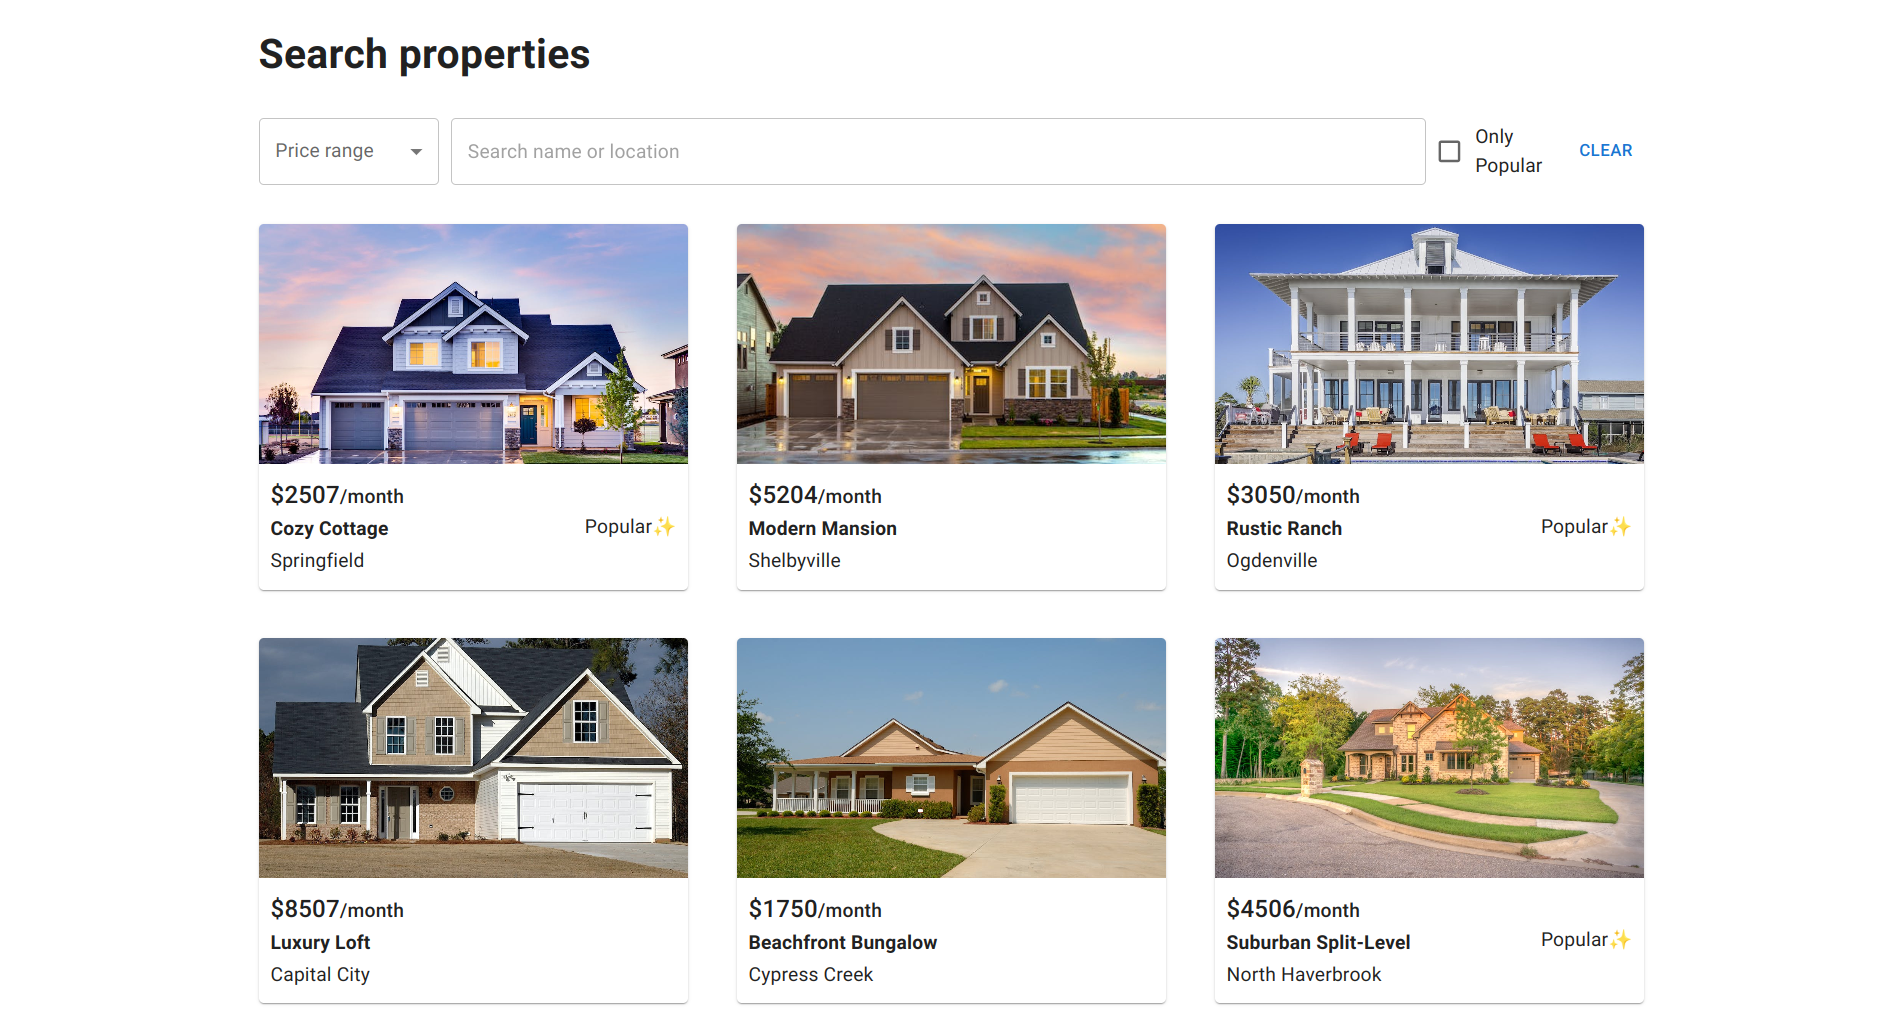 Search properties
Price range
Search name or location
Only
Popular
CLEAR
$2507/month
Cozy Cottage
Popular✨
Springfield
$5204/month
Modern Mansion
Shelbyville
$3050/month
Rustic Ranch
Popular✨
Ogdenville
$8507/month
Luxury Loft
Capital City
$1750/month
Beachfront Bungalow
Cypress Creek
$4506/month
Suburban Split-Level
Popular✨
North Haverbrook